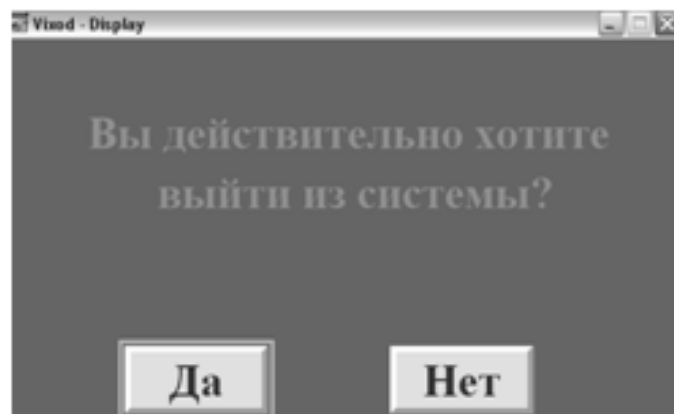 Vixod - Display
Вы действительно хотите
выйти из системы?
Да
Нет